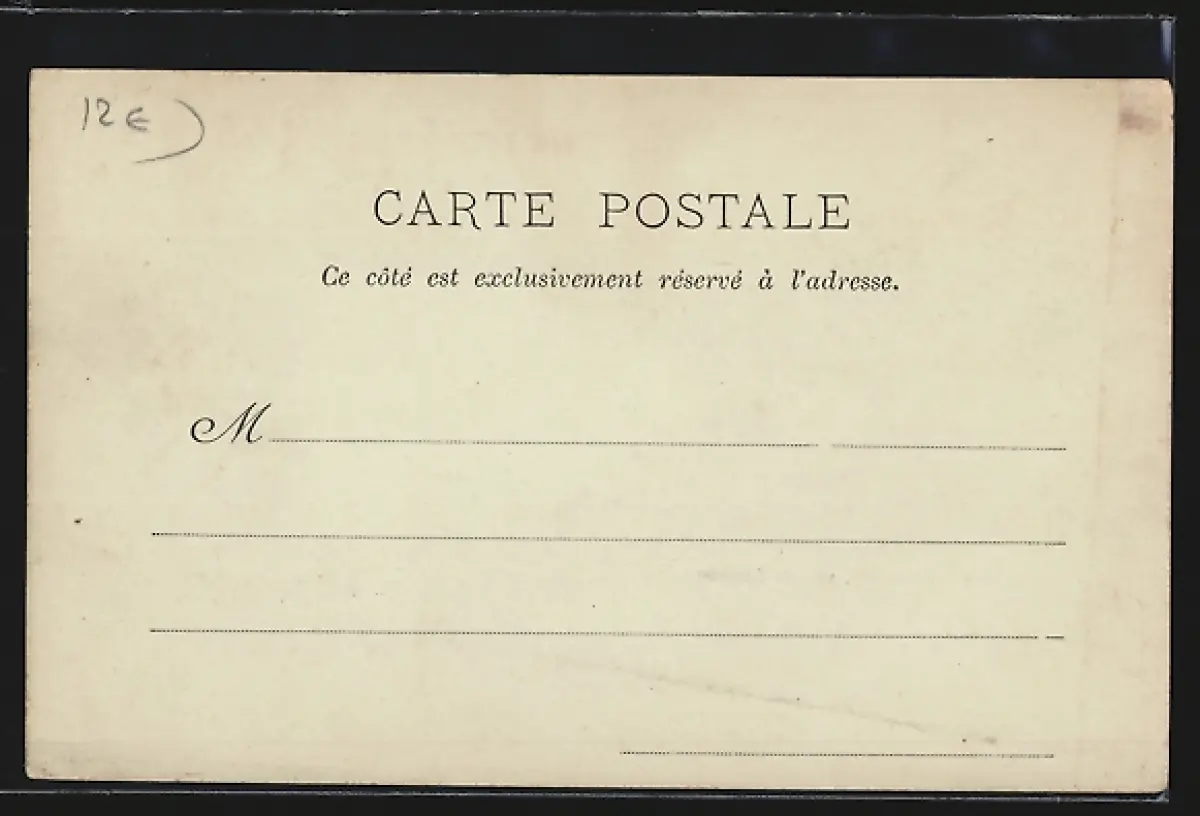 12 €
CARTE POSTALE
Ce côté est exclusivement réservé à l'adresse.
M